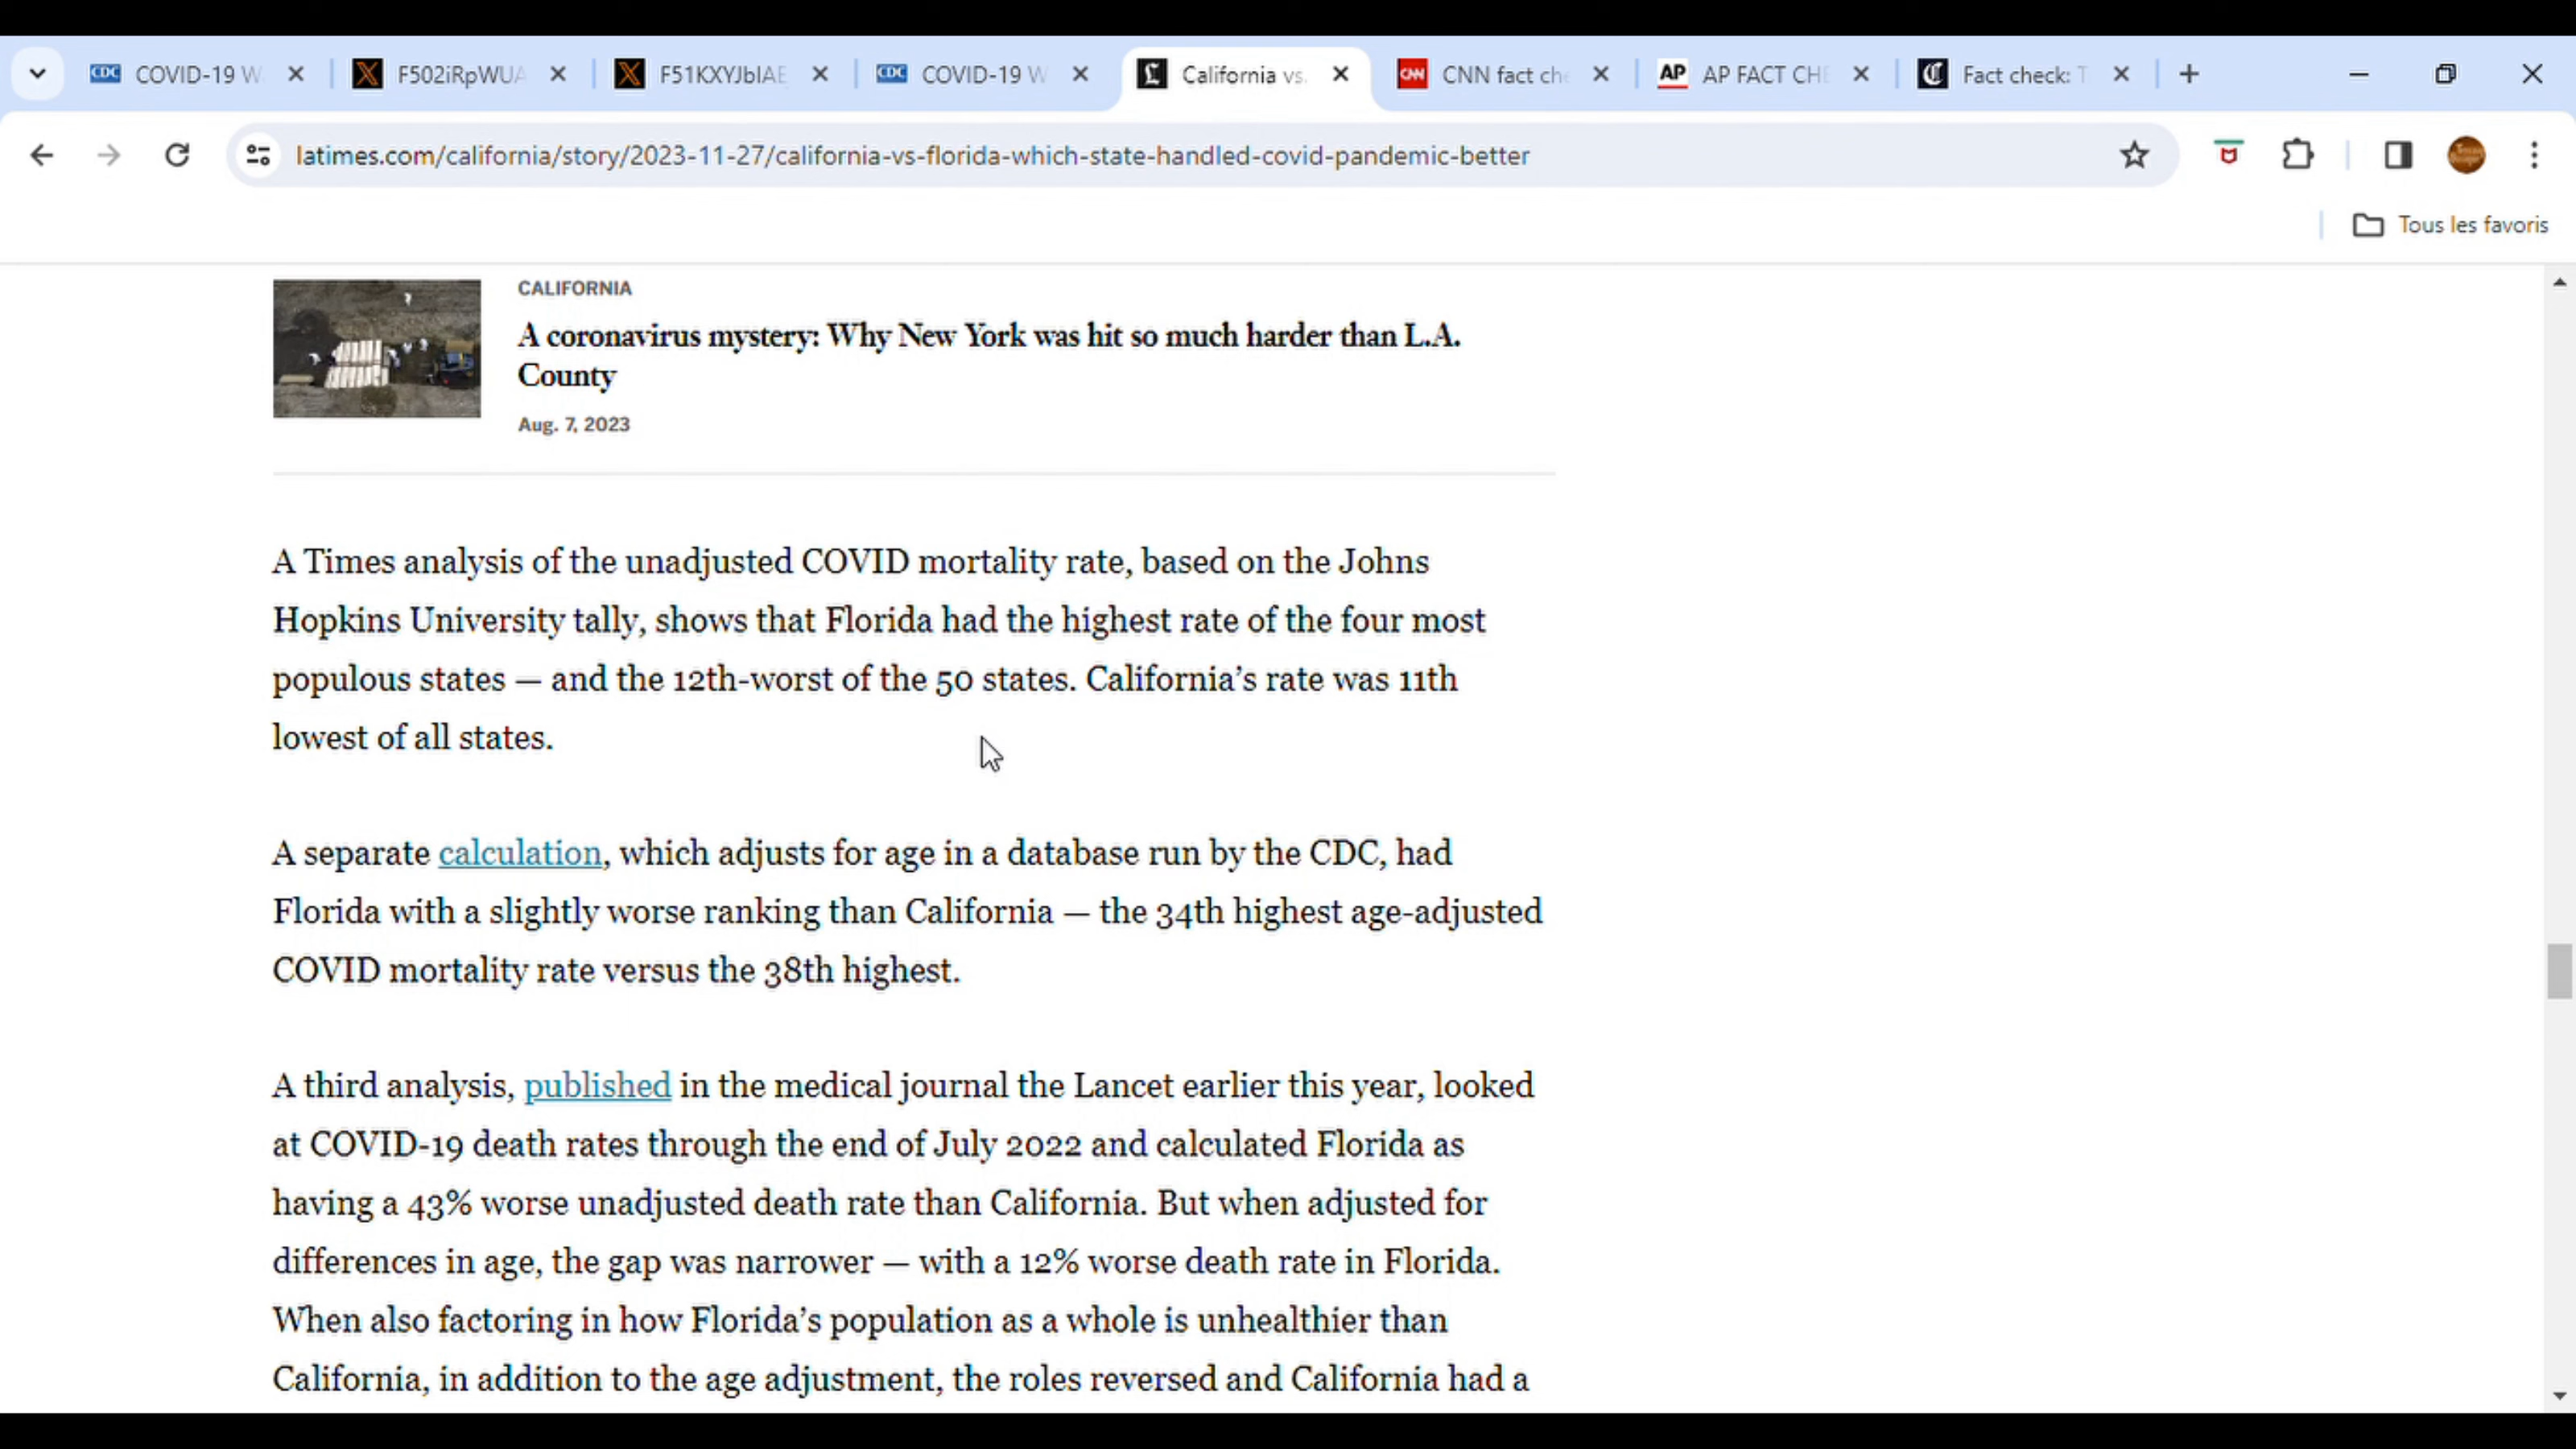 CDC COVID-19 W
F502iRpWUA
F51KXYJbIAE
CDC COVID-19 W
California vs.
CNN CNN fact che
AP AP FACT CHE
Fact check: T
latimes.com/california/story/2023-11-27/california-vs-florida-which-state-handled-covid-pandemic-better
Tous les favoris
CALIFORNIA
A coronavirus mystery: Why New York was hit so much harder than L.A.
County
Aug. 7, 2023
A Times analysis of the unadjusted COVID mortality rate, based on the Johns
Hopkins University tally, shows that Florida had the highest rate of the four most
populous states — and the 12th-worst of the 50 states. California’s rate was 11th
lowest of all states.
A separate calculation, which adjusts for age in a database run by the CDC, had
Florida with a slightly worse ranking than California — the 34th highest age-adjusted
COVID mortality rate versus the 38th highest.
A third analysis, published in the medical journal the Lancet earlier this year, looked
at COVID-19 death rates through the end of July 2022 and calculated Florida as
having a 43% worse unadjusted death rate than California. But when adjusted for
differences in age, the gap was narrower — with a 12% worse death rate in Florida.
When also factoring in how Florida’s population as a whole is unhealthier than
California, in addition to the age adjustment, the roles reversed and California had a